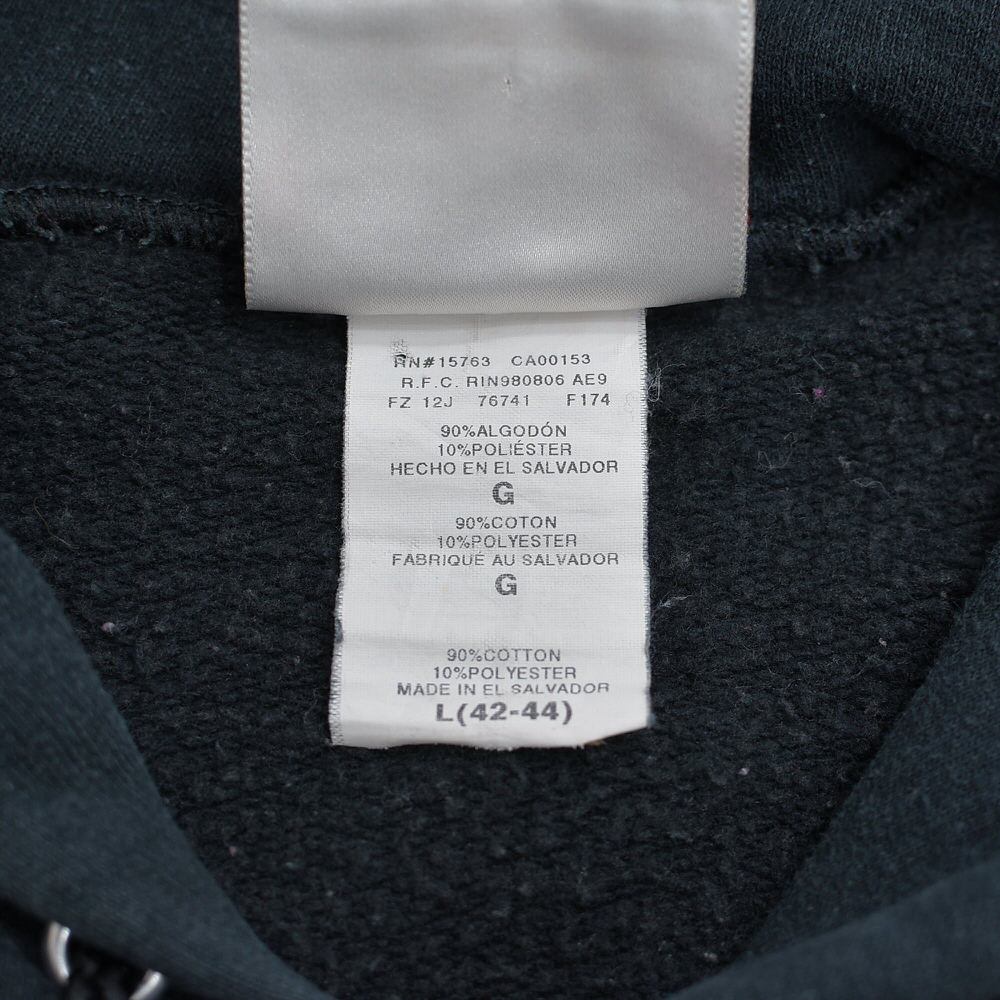 RN#15763 CA00153
R.F.C. RIN980806 AE9
FZ 12J 76741 F174
90%ALGODÓN
10%POLIÉSTER
HECHO EN EL SALVADOR
G
90%COTON
10%POLYESTER
FABRIQUÉ AU SALVADOR
G
90%COTTON
10%POLYESTER
MADE IN EL SALVADOR
L(42-44)